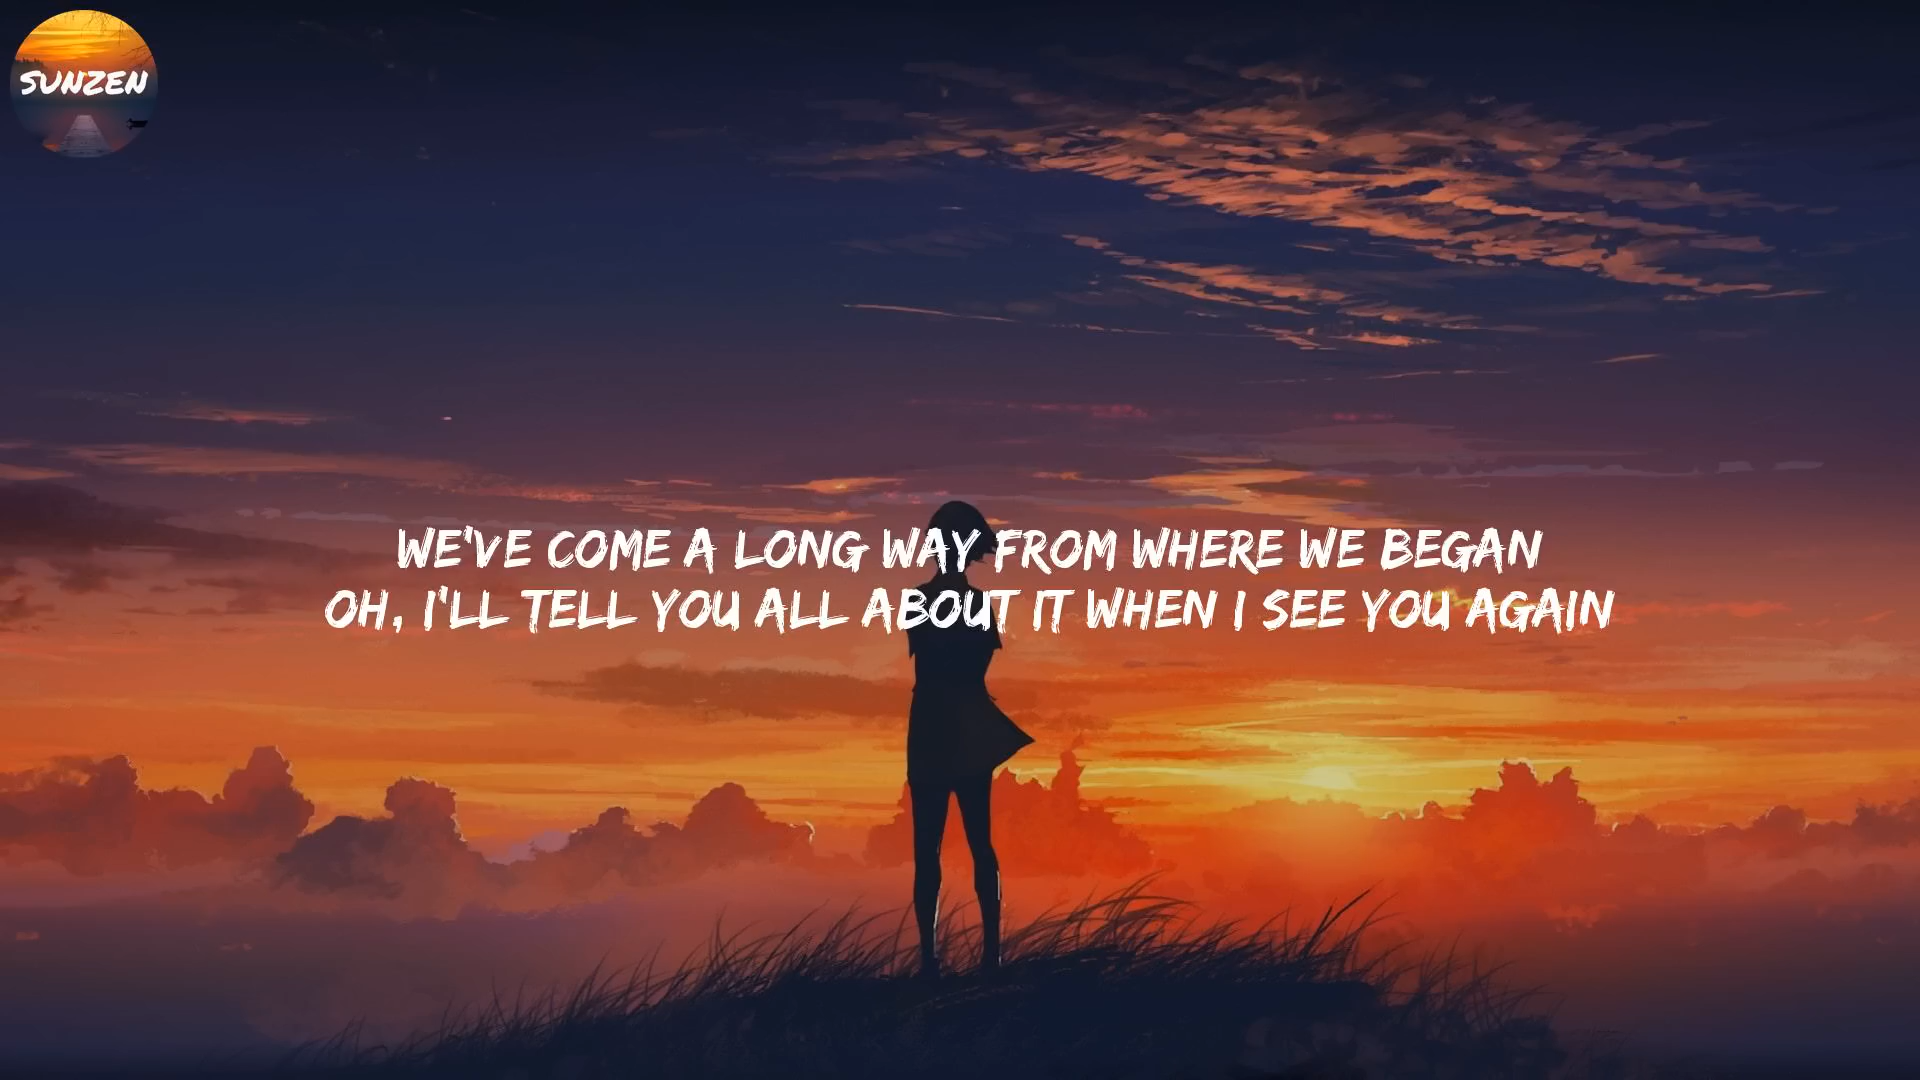 SUNZEN
WE'VE COME A LONG WAY FROM WHERE WE BEGAN
OH, I'LL TELL YOU ALL ABOUT IT WHEN I SEE YOU AGAIN